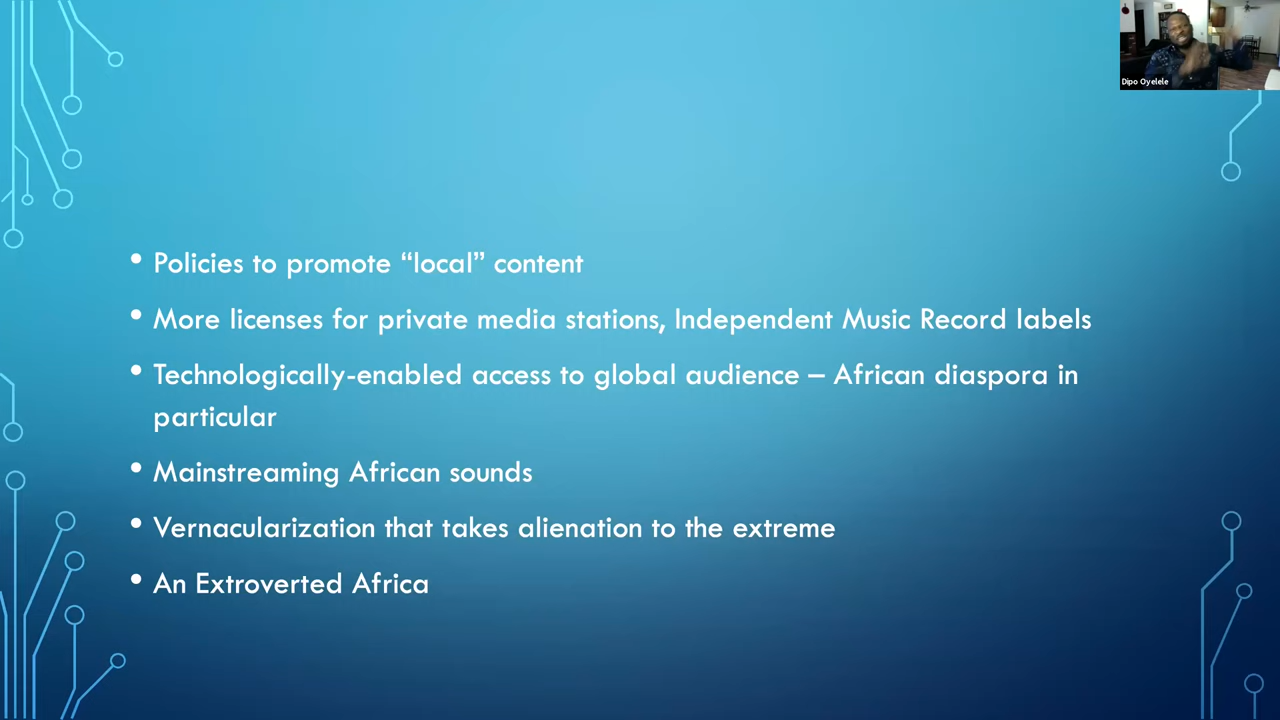 Dipo Oyelele
• Policies to promote “local” content
• More licenses for private media stations, Independent Music Record labels
• Technologically-enabled access to global audience – African diaspora in
particular
• Mainstreaming African sounds
• Vernacularization that takes alienation to the extreme
• An Extroverted Africa